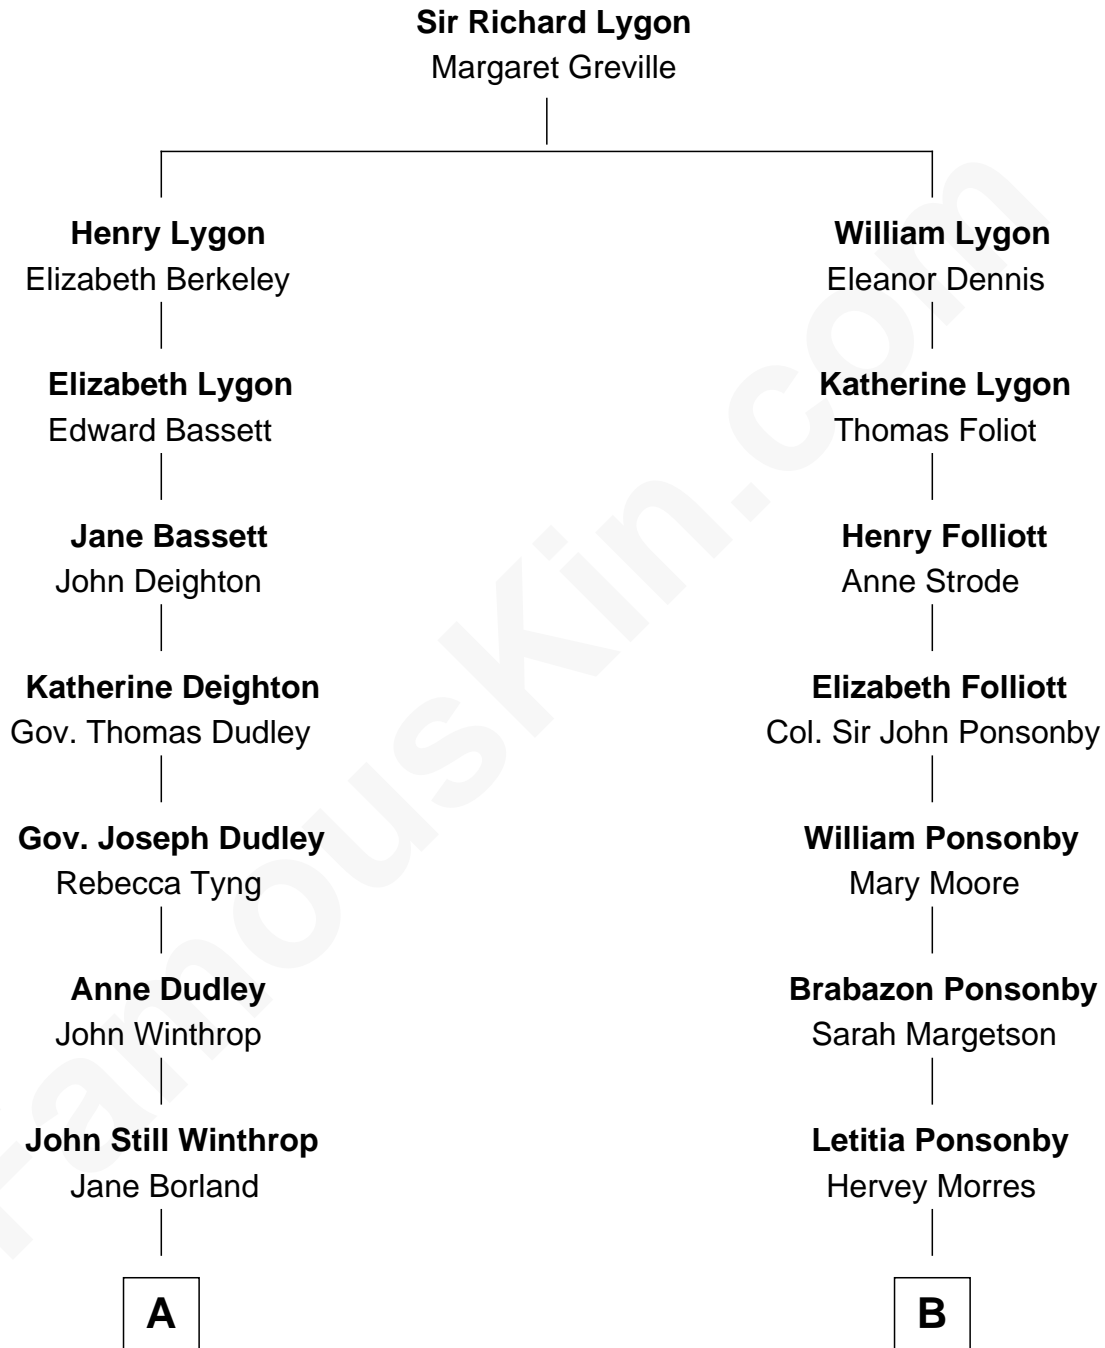 Sir Richard Lygon
Margaret Greville
Henry Lygon
Elizabeth Berkeley
Elizabeth Lygon
Edward Bassett
Jane Bassett
John Deighton
Katherine Deighton
Gov. Thomas Dudley
Gov. Joseph Dudley
Rebecca Tyng
Anne Dudley
John Winthrop
John Still Winthrop
Jane Borland
A
William Lygon
Eleanor Dennis
Katherine Lygon
Thomas Foliot
Henry Folliott
Anne Strode
Elizabeth Folliott
Col. Sir John Ponsonby
William Ponsonby
Mary Moore
Brabazon Ponsonby
Sarah Margetson
Letitia Ponsonby
Hervey Morres
B
FamousKin.com